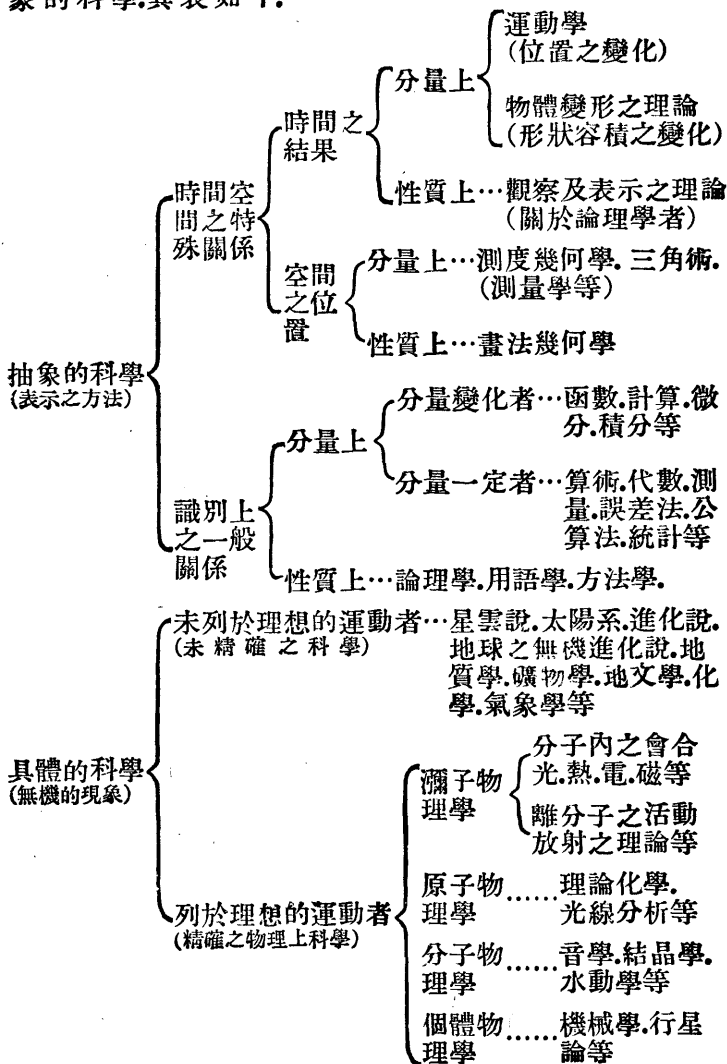 象的科學.其表如下.
運動學
(位置之變化)
分量上
物體變形之理論
(形狀容積之變化)
時間之
結果
性質上…觀察及表示之理論
(關於論理學者)
時間空
間之特
殊關係
空間
之位
置
分量上…測度幾何學.三角術.
(測量學等)
性質上…畫法幾何學
抽象的科學
(表示之方法)
分量變化者…函數.計算.微
分.積分等
分量上
分量一定者…算術.代數.測
量.誤差法.公
算法.統計等
識別上
之一般
關係
性質上…論理學.用語學.方法學.
未列於理想的運動者…星雲說.太陽系.進化說.
(未精確之科學)
地球之無機進化說.地
質學.礦物學.地文學.化
學.氣象學等
具體的科學
(無機的現象)
分子內之會合
光.熱.電.磁等
瀰子物
理學
離分子之活動
放射之理論等
原子物……理論化學.
理學 光線分析等
列於理想的運動者
(精確之物理上科學)
分子物……音學.結晶學.
理學 水動學等
個體物……機械學.行星
理學 論等